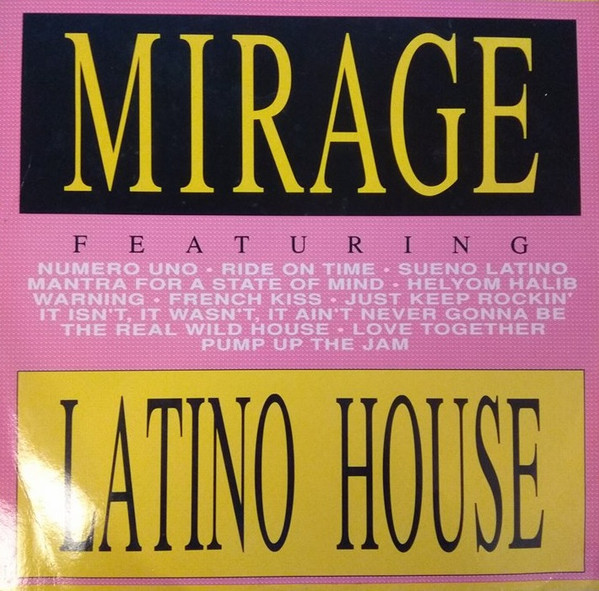 MIRAGE
FEATURING
NUMERO UNO • RIDE ON TIME • SUENO LATINO
MANTRA FOR A STATE OF MIND • HELYOM HALIB
WARNING • FRENCH KISS • JUST KEEP ROCKIN'
IT ISN'T, IT WASN'T, IT AIN'T NEVER GONNA BE
THE REAL WILD HOUSE • LOVE TOGETHER
PUMP UP THE JAM
LATINO HOUSE